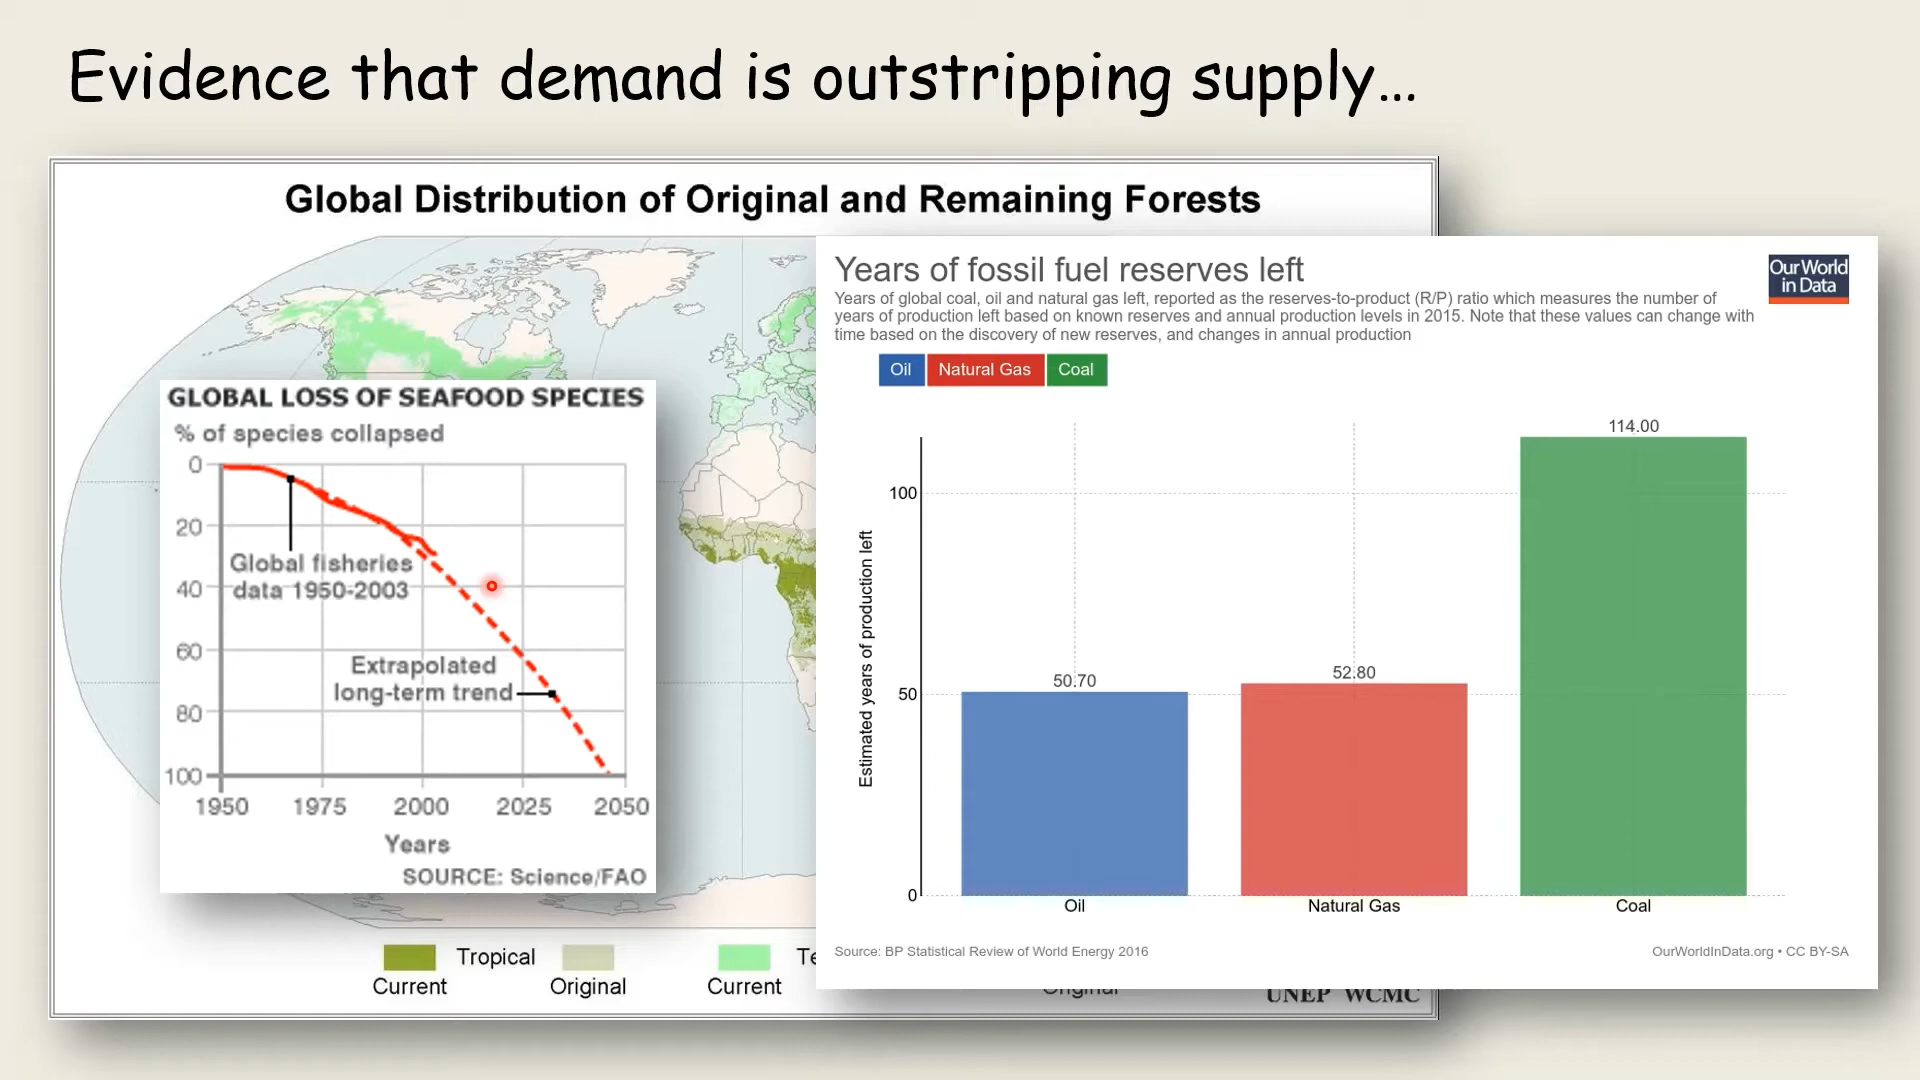 Evidence that demand is outstripping supply...
Global Distribution of Original and Remaining Forests
GLOBAL LOSS OF SEAFOOD SPECIES
% of species collapsed
0
20
40
60
80
100
Global fisheries
data 1950-2003
Extrapolated
long-term trend
1950 1975 2000 2025 2050
Years
SOURCE: Science/FAO
Years of fossil fuel reserves left
Our World
in Data
Years of global coal, oil and natural gas left, reported as the reserves-to-product (R/P) ratio which measures the number of
years of production left based on known reserves and annual production levels in 2015. Note that these values can change with
time based on the discovery of new reserves, and changes in annual production
Oil Natural Gas Coal
Estimated years of production left
100
50
0
50.70
52.80
114.00
Oil Natural Gas Coal
Source: BP Statistical Review of World Energy 2016
OurWorldInData.org • CC BY-SA
Tropical
Current Original Current Original
UNEP WCMC